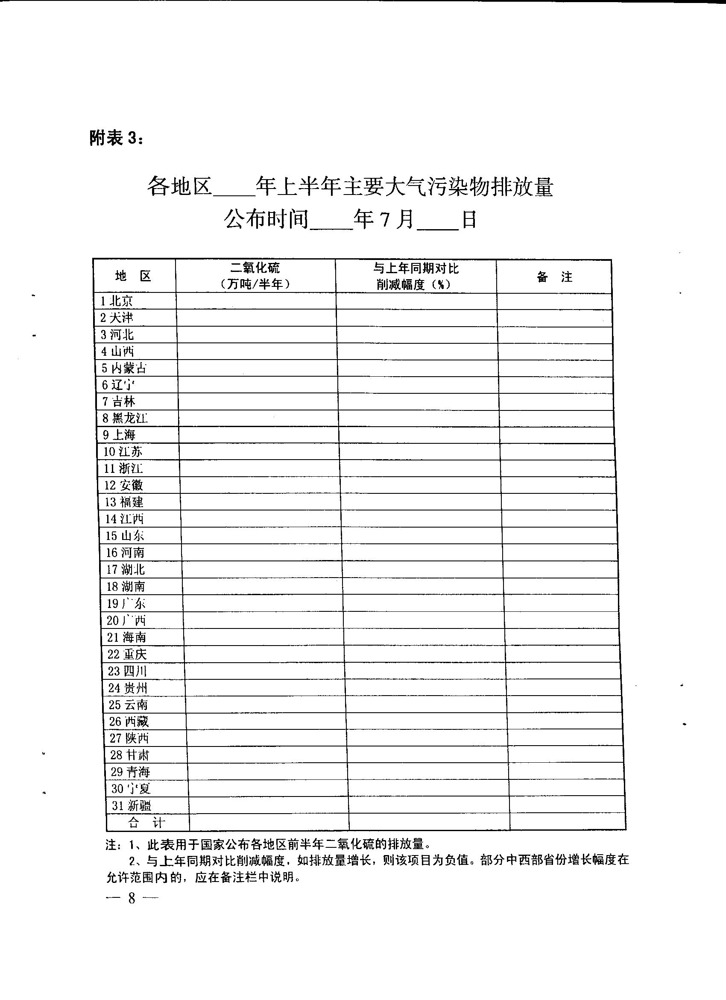 附表 3：
各地区____年上半年主要大气污染物排放量
公布时间____年 7 月____日
地 区
二氧化硫
（万吨/半年）
与上年同期对比
削减幅度（%）
备 注
1 北京
2 天津
3 河北
4 山西
5 内蒙古
6 辽宁
7 吉林
8 黑龙江
9 上海
10 江苏
11 浙江
12 安徽
13 福建
14 江西
15 山东
16 河南
17 湖北
18 湖南
19 广东
20 广西
21 海南
22 重庆
23 四川
24 贵州
25 云南
26 西藏
27 陕西
28 甘肃
29 青海
30 宁夏
31 新疆
合 计
注：1、此表用于国家公布各地区前半年二氧化硫的排放量。
2、与上年同期对比削减幅度，如排放量增长，则该项目为负值。部分中西部省份增长幅度在
允许范围内的，应在备注栏中说明。
— 8 —